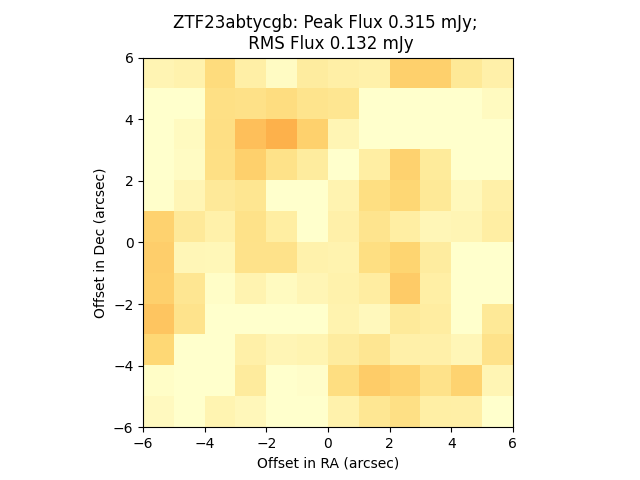 ZTF23abtycgb: Peak Flux 0.315 mJy;
RMS Flux 0.132 mJy
6
4
2
0
−2
−4
−6
Offset in Dec (arcsec)
−6 −4 −2 0 2 4 6
Offset in RA (arcsec)